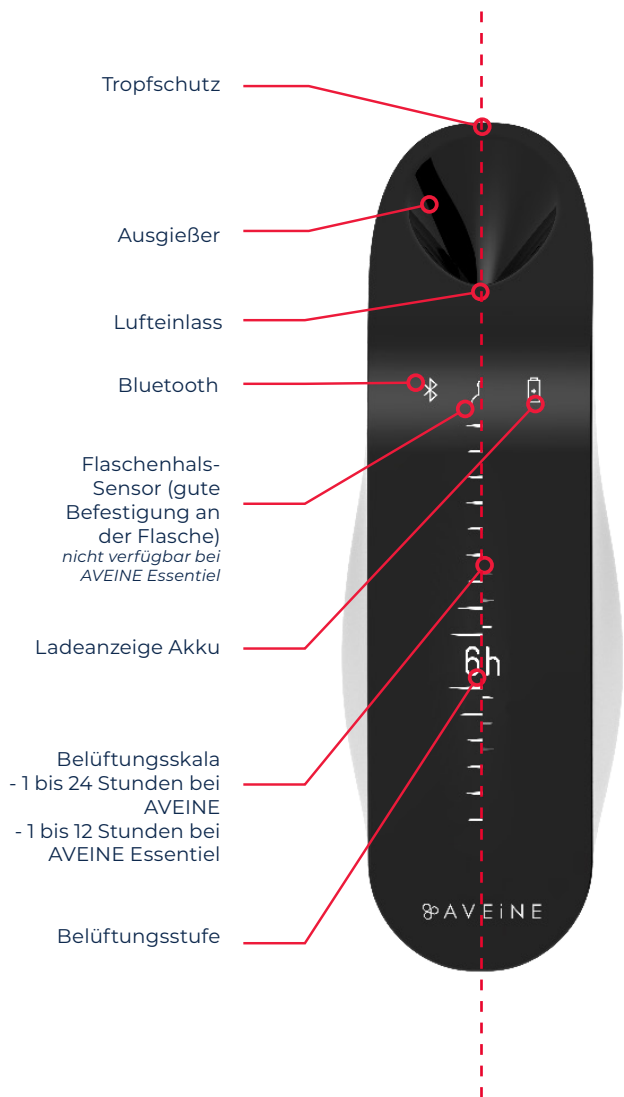 Tropfschutz
Ausgießer
Lufteinlass
Bluetooth
Flaschenhals-
Sensor (gute
Befestigung an
der Flasche)
nicht verfügbar bei
AVEINE Essentiel
Ladeanzeige Akku
6h
Belüftungsskala
- 1 bis 24 Stunden bei
AVEINE
- 1 bis 12 Stunden bei
AVEINE Essentiel
Belüftungsstufe
AVEiNE